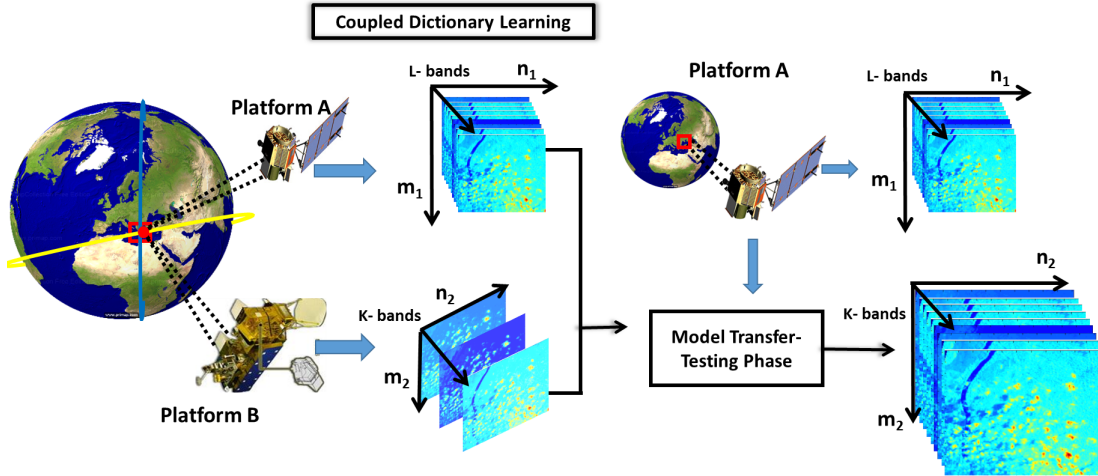 Coupled Dictionary Learning
Platform A
L- bands
n1
m1
Platform B
K- bands
n2
m2
Platform A
L- bands
n1
m1
Model Transfer-
Testing Phase
K- bands
n2
m2